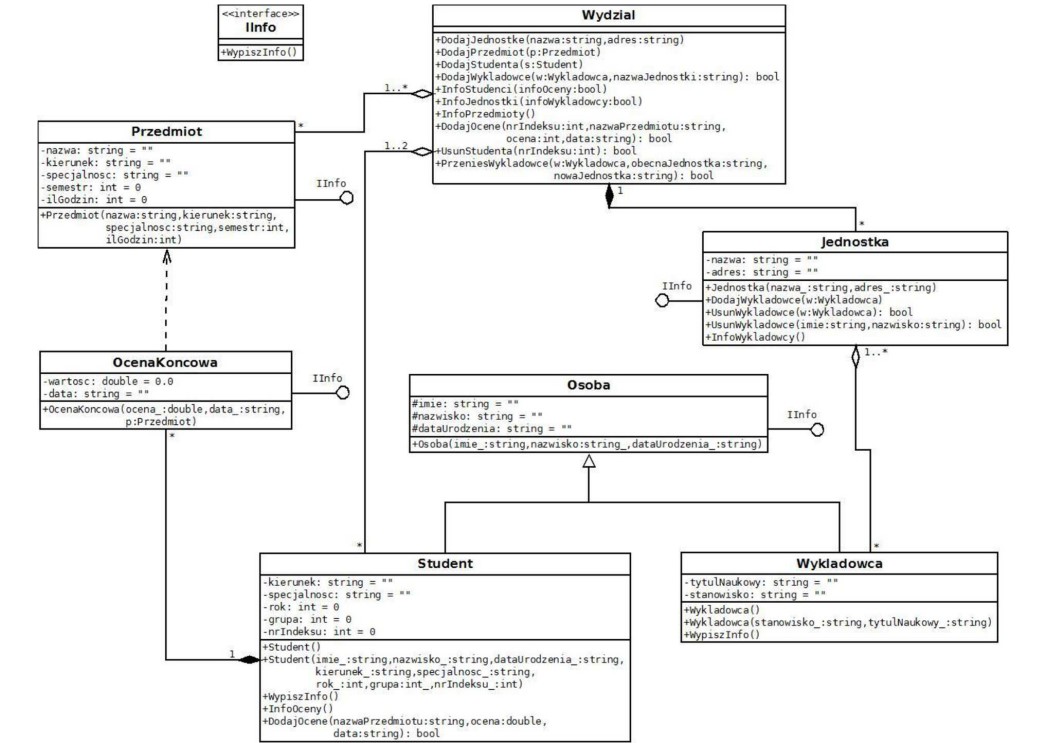 <<interface>>
IInfo
+WypiszInfo()
Wydzial
+DodajJednostke(nazwa:string,adres:string)
+DodajPrzedmiot(p:Przedmiot)
+DodajStudenta(s:Student)
+DodajWykladowce(w:Wykladowca,nazwaJednostki:string): bool
+InfoStudenci(infoOceny:bool)
+InfoJednostki(infoWykladowcy:bool)
+InfoPrzedmioty()
+DodajOcene(nrIndeksu:int,nazwaPrzedmiotu:string,
ocena:int,data:string): bool
+UsunStudenta(nrIndeksu:int): bool
+PrzeniesWykladowce(w:Wykladowca,obecnaJednostka:string,
nowaJednostka:string): bool
1..*
*
1..2
1
*
Przedmiot
-nazwa: string = ""
-kierunek: string = ""
-specjalnosc: string = ""
-semestr: int = 0
-ilGodzin: int = 0
+Przedmiot(nazwa:string,kierunek:string,
specjalnosc:string,semestr:int,
ilGodzin:int)
IInfo
Jednostka
-nazwa: string = ""
-adres: string = ""
+Jednostka(nazwa_:string,adres_:string)
+DodajWykladowce(w:Wykladowca)
+UsunWykladowce(w:Wykladowca): bool
+UsunWykladowce(imie:string,nazwisko:string): bool
+InfoWykladowcy()
IInfo
1..*
OcenaKoncowa
-wartosc: double = 0.0
-data: string = ""
+OcenaKoncowa(ocena_:double,data_:string,
p:Przedmiot)
IInfo
*
Osoba
#imie: string = ""
#nazwisko: string = ""
#dataUrodzenia: string = ""
+Osoba(imie_:string,nazwisko:string_,dataUrodzenia_:string)
IInfo
*
*
Student
-kierunek: string = ""
-specjalnosc: string = ""
-rok: int = 0
-grupa: int = 0
-nrIndeksu: int = 0
+Student()
+Student(imie_:string,nazwisko_:string,dataUrodzenia_:string,
kierunek_:string,specjalnosc_:string,
rok_:int,grupa:int_,nrIndeksu_:int)
+WypiszInfo()
+InfoOceny()
+DodajOcene(nazwaPrzedmiotu:string,ocena:double,
data:string): bool
1
Wykladowca
-tytulNaukowy: string = ""
-stanowisko: string = ""
+Wykladowca()
+Wykladowca(stanowisko_:string,tytulNaukowy_:string)
+WypiszInfo()